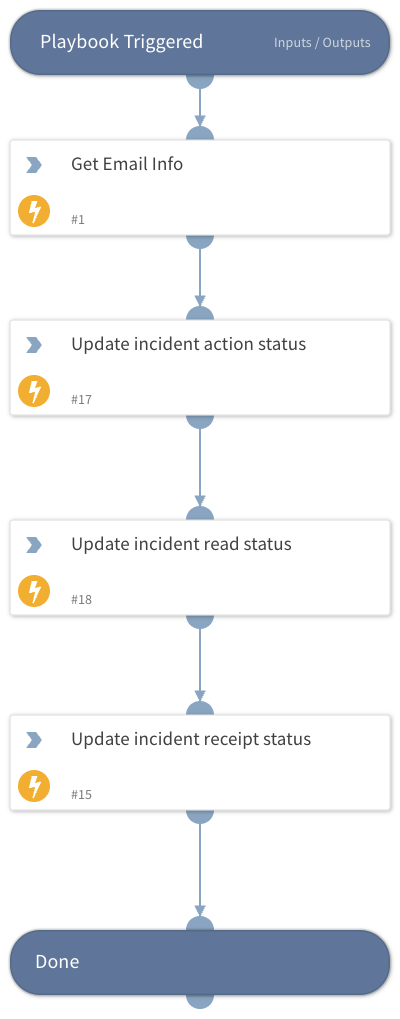 Playbook Triggered
Inputs / Outputs
Get Email Info
#1
Update incident action status
#17
Update incident read status
#18
Update incident receipt status
#15
Done